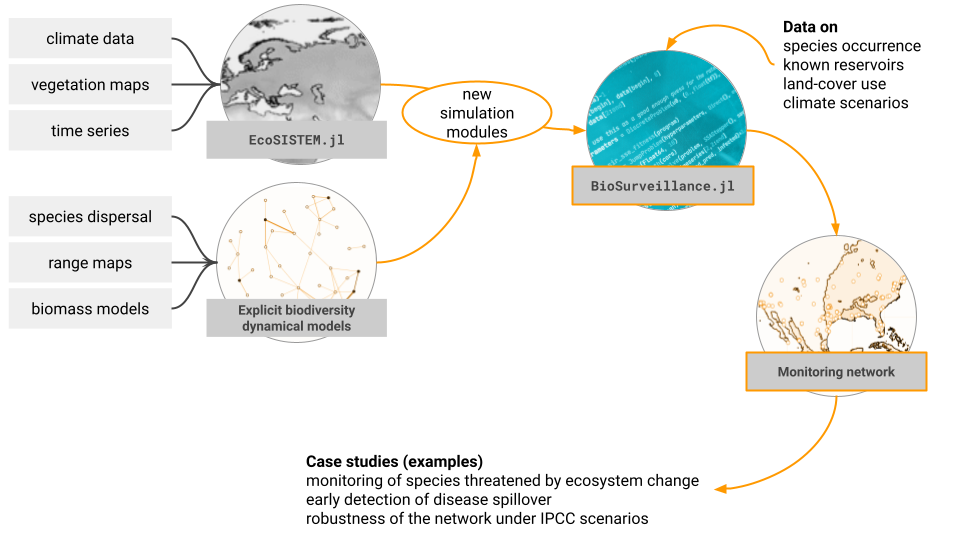 climate data
vegetation maps
time series
EcoSISTEM.jl
species dispersal
range maps
biomass models
Explicit biodiversity
dynamical models
new
simulation
modules
Data on
species occurrence
known reservoirs
land-cover use
climate scenarios
BioSurveillance.jl
Monitoring network
Case studies (examples)
monitoring of species threatened by ecosystem change
early detection of disease spillover
robustness of the network under IPCC scenarios